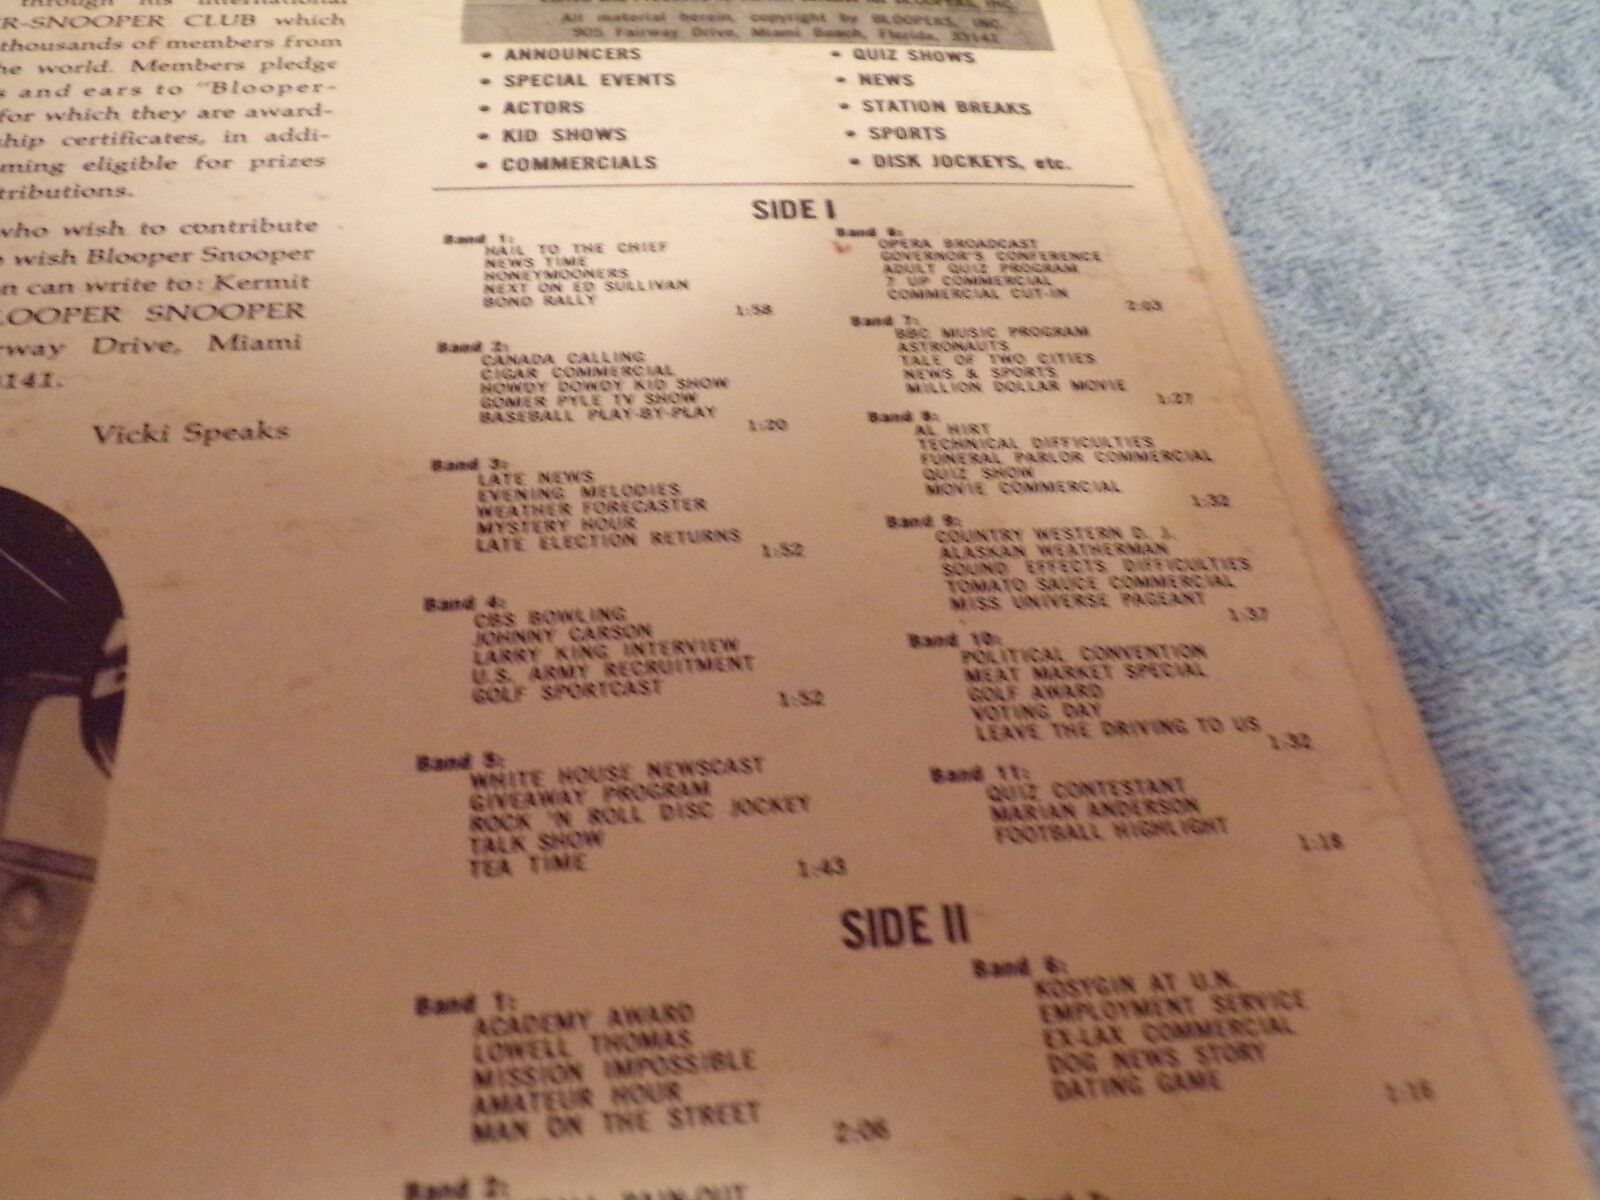 through his international
R-SNOOPER CLUB which
thousands of members from
he world. Members pledge
s and ears to "Blooper-
for which they are award-
hip certificates, in addi-
ming eligible for prizes
tributions.
who wish to contribute
o wish Blooper Snooper
n can write to: Kermit
LOOPER SNOOPER
rway Drive, Miami
3141.
Vicki Speaks
BLOOPERS, INC.
All material herein, copyright by BLOOPERS, INC.
905 Fairway Drive, Miami Beach, Florida, 33141
• ANNOUNCERS
• SPECIAL EVENTS
• ACTORS
• KID SHOWS
• COMMERCIALS
• QUIZ SHOWS
• NEWS
• STATION BREAKS
• SPORTS
• DISK JOCKEYS, etc.
SIDE I
Band 1:
HAIL TO THE CHIEF
NEWS TIME
HONEYMOONERS
NEXT ON ED SULLIVAN
BOND RALLY
1:58
Band 2:
CANADA CALLING
CIGAR COMMERCIAL
HOWDY DOWDY KID SHOW
GOMER PYLE TV SHOW
BASEBALL PLAY-BY-PLAY
1:20
Band 3:
LATE NEWS
EVENING MELODIES
WEATHER FORECASTER
MYSTERY HOUR
LATE ELECTION RETURNS
1:52
Band 4:
CBS BOWLING
JOHNNY CARSON
LARRY KING INTERVIEW
U.S. ARMY RECRUITMENT
GOLF SPORTCAST
1:52
Band 5:
WHITE HOUSE NEWSCAST
GIVEAWAY PROGRAM
ROCK 'N ROLL DISC JOCKEY
TALK SHOW
TEA TIME
1:43
Band 6:
OPERA BROADCAST
GOVERNOR'S CONFERENCE
ADULT QUIZ PROGRAM
7 UP COMMERCIAL
COMMERCIAL CUT-IN
2:03
Band 7:
BBC MUSIC PROGRAM
ASTRONAUTS
TALE OF TWO CITIES
NEWS & SPORTS
MILLION DOLLAR MOVIE
1:27
Band 8:
AL HIRT
TECHNICAL DIFFICULTIES
FUNERAL PARLOR COMMERCIAL
QUIZ SHOW
MOVIE COMMERCIAL
1:32
Band 9:
COUNTRY WESTERN D. J.
ALASKAN WEATHERMAN
SOUND EFFECTS DIFFICULTIES
TOMATO SAUCE COMMERCIAL
MISS UNIVERSE PAGEANT
1:37
Band 10:
POLITICAL CONVENTION
MEAT MARKET SPECIAL
GOLF AWARD
VOTING DAY
LEAVE THE DRIVING TO US
1:32
Band 11:
QUIZ CONTESTANT
MARIAN ANDERSON
FOOTBALL HIGHLIGHT
1:18
SIDE II
Band 1:
ACADEMY AWARD
LOWELL THOMAS
MISSION IMPOSSIBLE
AMATEUR HOUR
MAN ON THE STREET
2:06
Band 6:
KOSYGIN AT U.N.
EMPLOYMENT SERVICE
EX-LAX COMMERCIAL
DOG NEWS STORY
DATING GAME
1:16
Band 2: